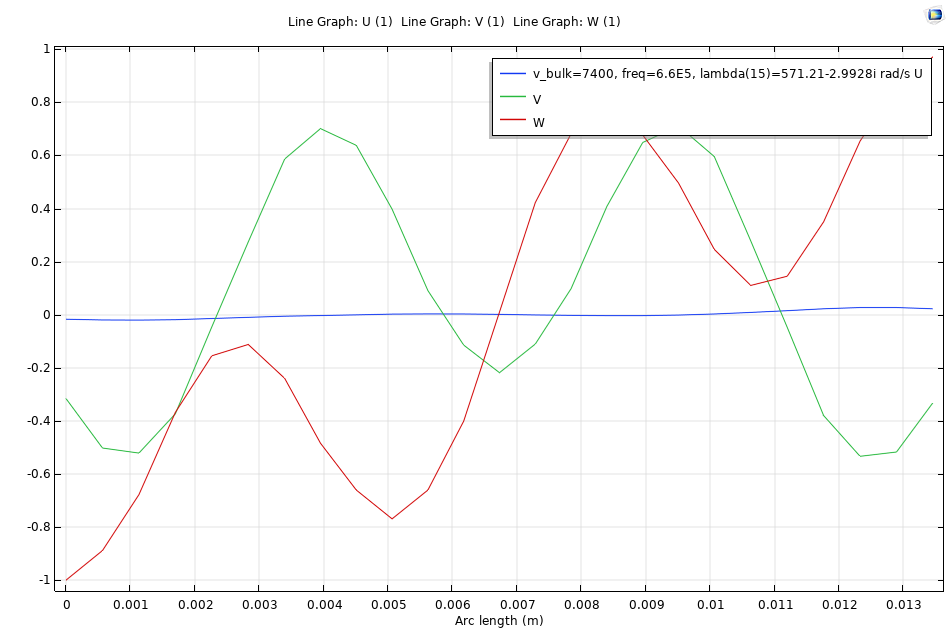 Line Graph: U (1)  Line Graph: V (1)  Line Graph: W (1)
v_bulk=7400, freq=6.6E5, lambda(15)=571.21-2.9928i rad/s U
V
W
1
0.8
0.6
0.4
0.2
0
-0.2
-0.4
-0.6
-0.8
-1
0 0.001 0.002 0.003 0.004 0.005 0.006 0.007 0.008 0.009 0.01 0.011 0.012 0.013
Arc length (m)